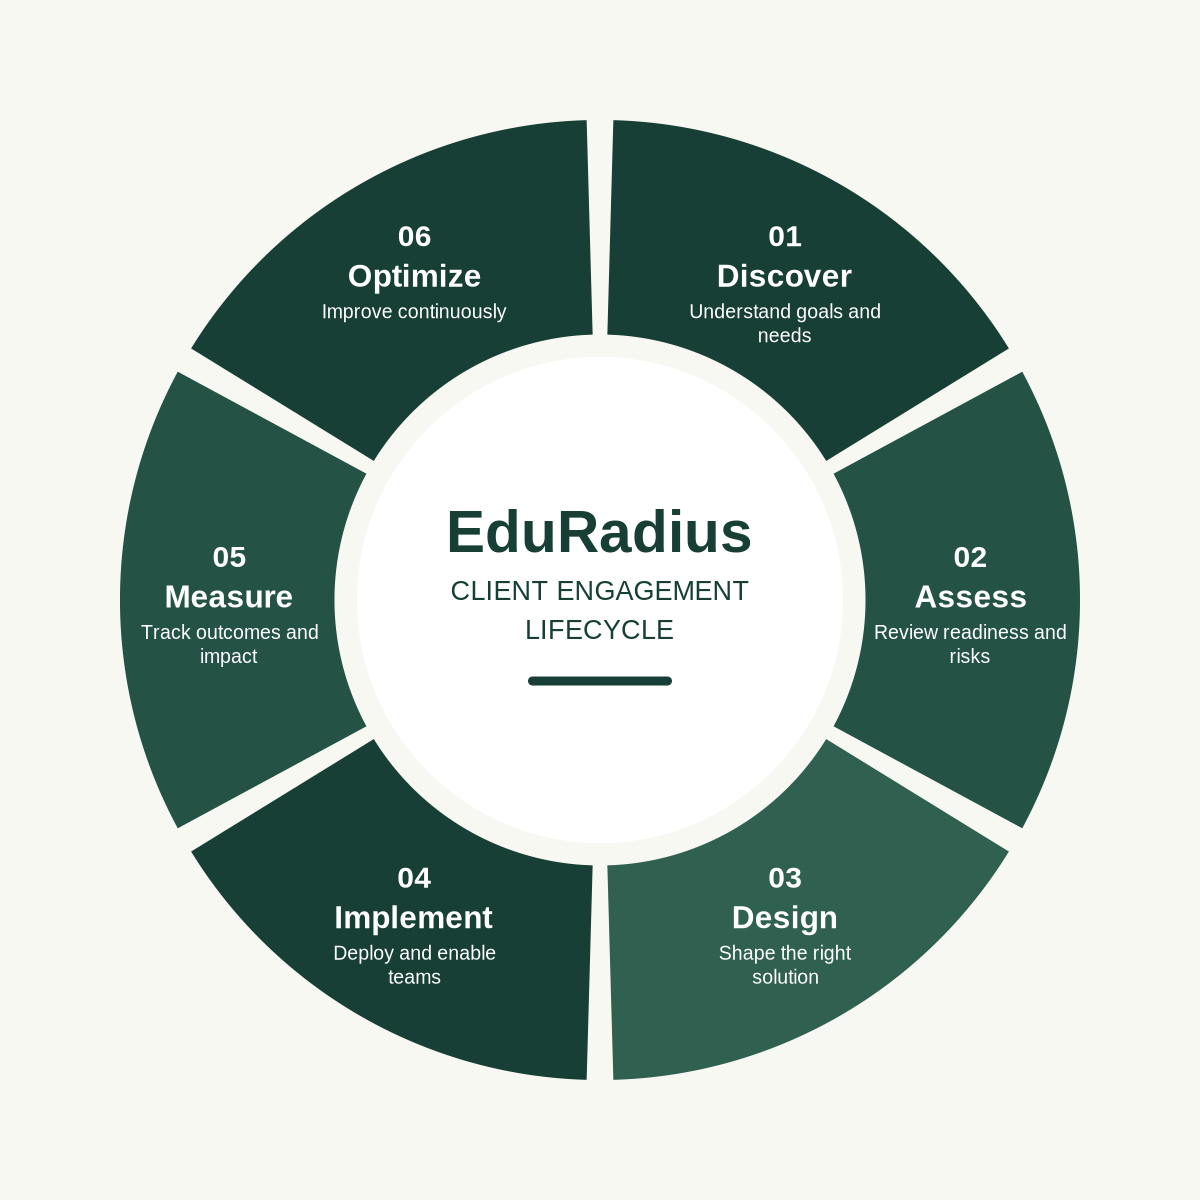 EduRadius
CLIENT ENGAGEMENT
LIFECYCLE
01
Discover
Understand goals and
needs
02
Assess
Review readiness and
risks
03
Design
Shape the right
solution
04
Implement
Deploy and enable
teams
05
Measure
Track outcomes and
impact
06
Optimize
Improve continuously